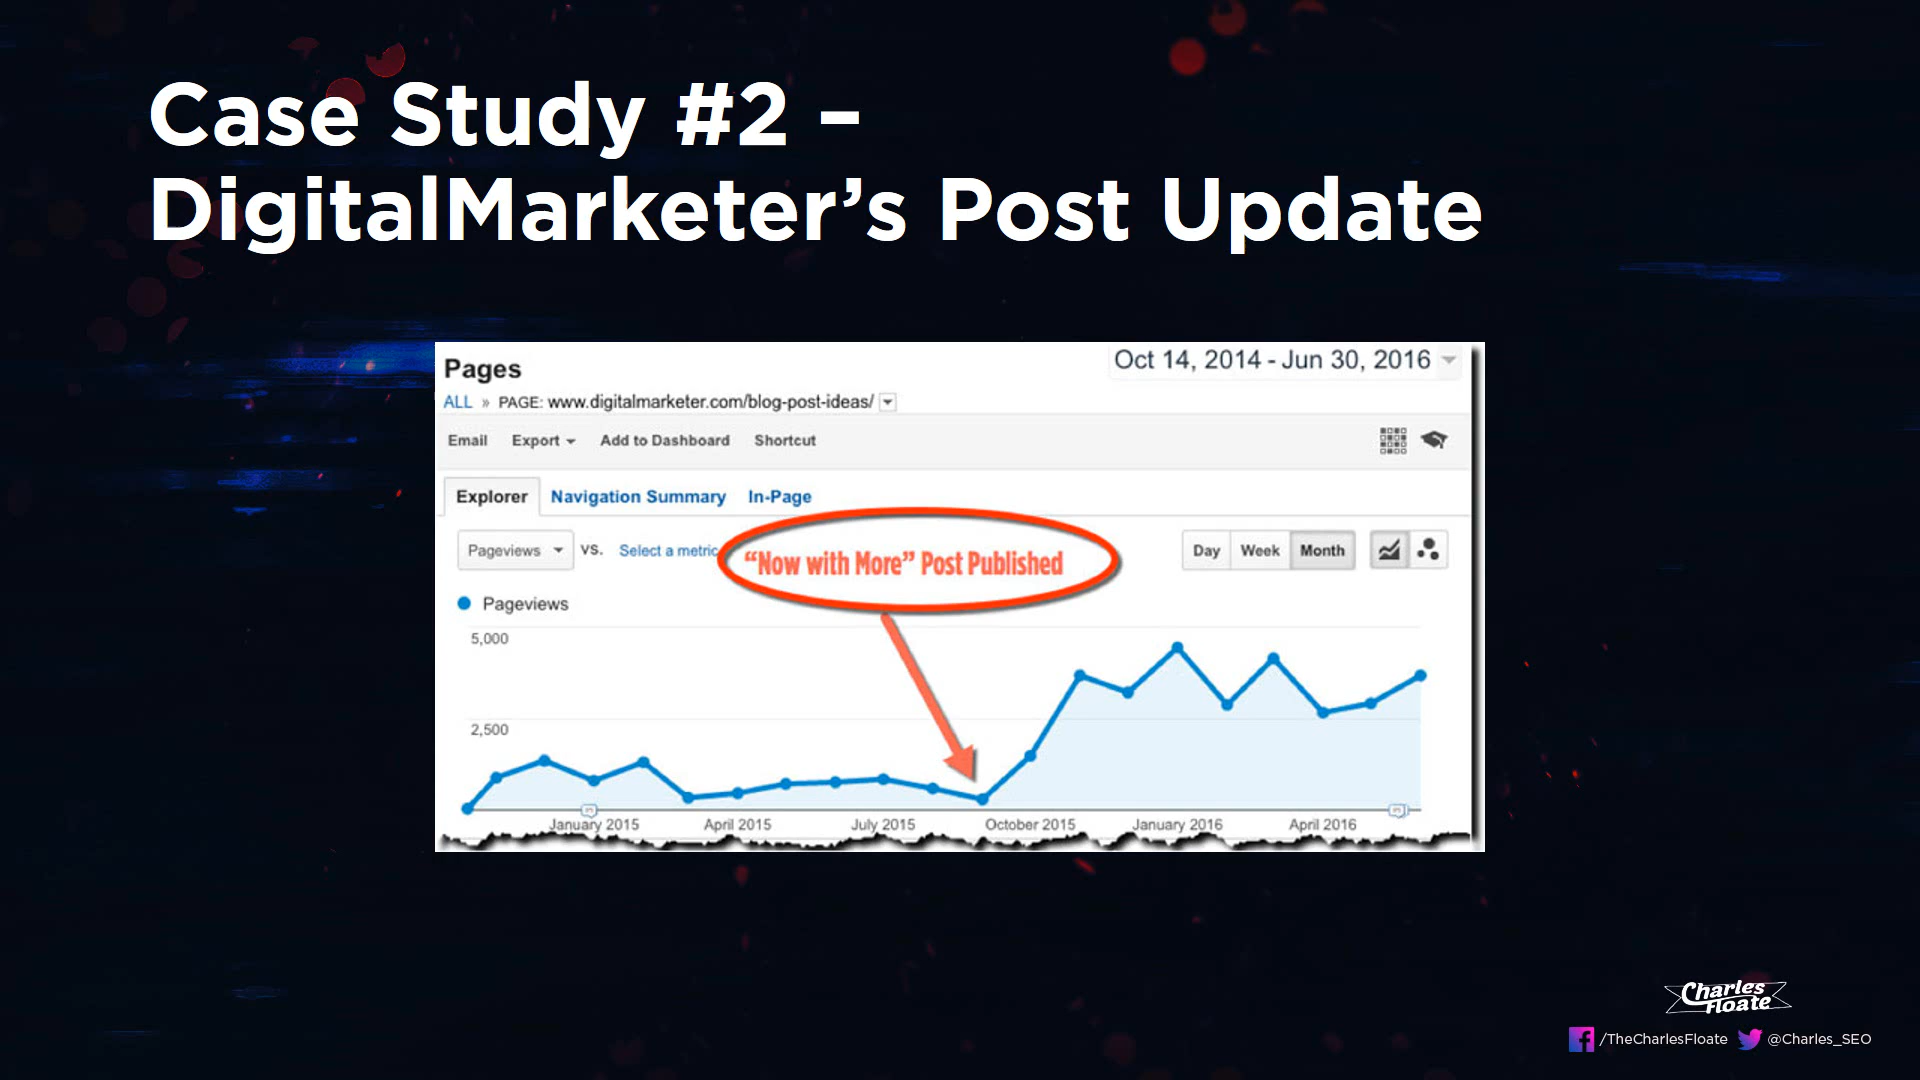 Case Study #2 –
DigitalMarketer’s Post Update
Pages
Oct 14, 2014 - Jun 30, 2016
ALL » PAGE: www.digitalmarketer.com/blog-post-ideas/
Email Export Add to Dashboard Shortcut
Explorer Navigation Summary In-Page
Pageviews VS. Select a metric
“Now with More” Post Published
Day Week Month
Pageviews
5,000
2,500
January 2015 April 2015 July 2015 October 2015 January 2016 April 2016
Charles
Floate
/TheCharlesFloate @Charles_SEO